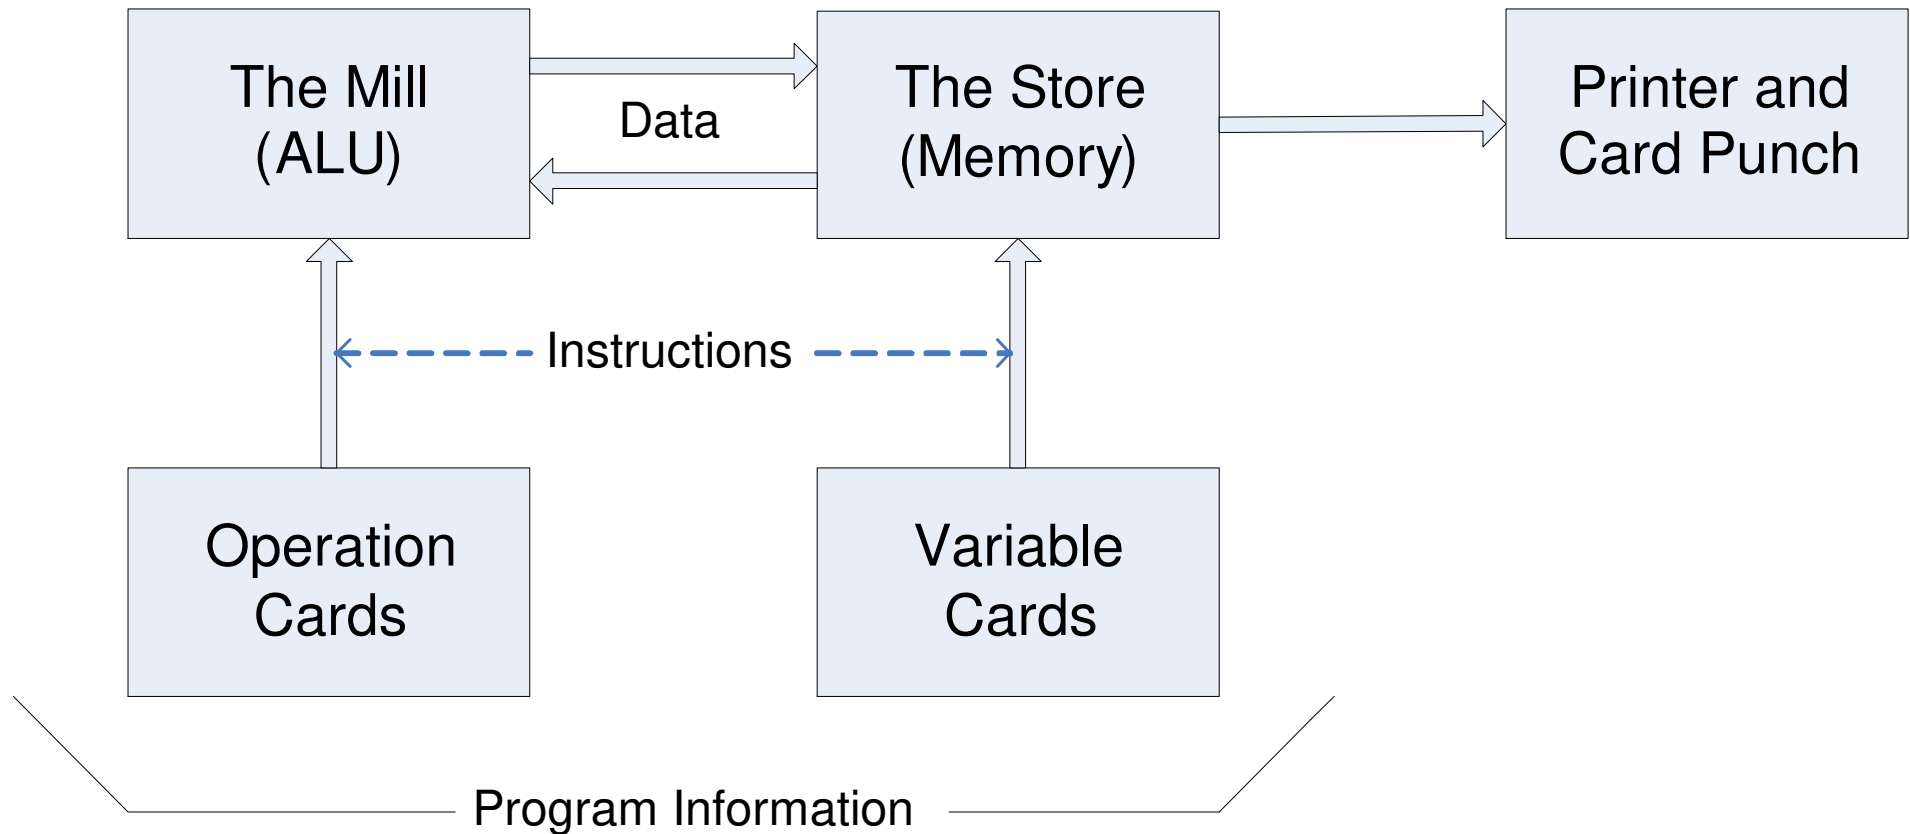 The Mill
(ALU)
Data
The Store
(Memory)
Printer and
Card Punch
Instructions
Operation
Cards
Variable
Cards
Program Information